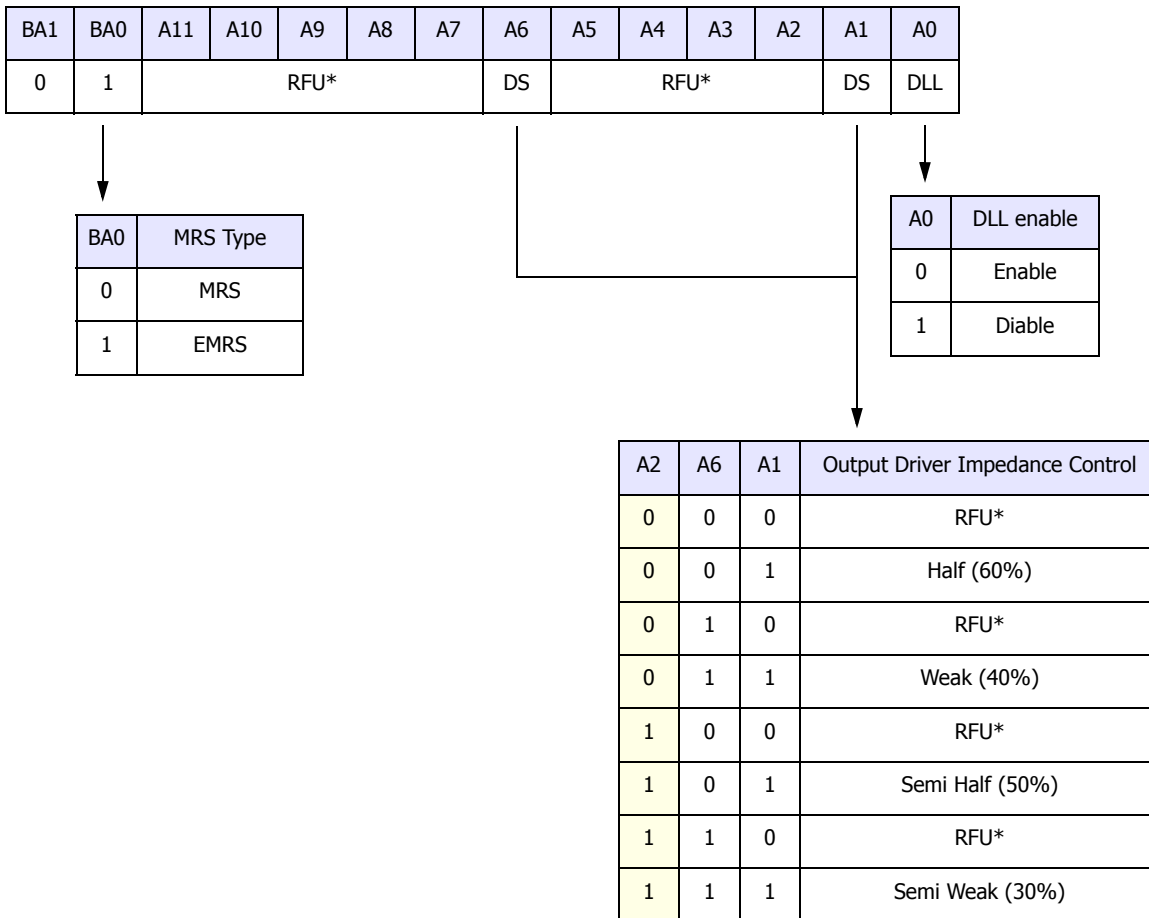 BA1 BA0 A11 A10 A9 A8 A7 A6 A5 A4 A3 A2 A1 A0
0 1 RFU* DS RFU* DS DLL
BA0 MRS Type
0 MRS
1 EMRS
A0 DLL enable
0 Enable
1 Diable
A2 A6 A1 Output Driver Impedance Control
0 0 0 RFU*
0 0 1 Half (60%)
0 1 0 RFU*
0 1 1 Weak (40%)
1 0 0 RFU*
1 0 1 Semi Half (50%)
1 1 0 RFU*
1 1 1 Semi Weak (30%)